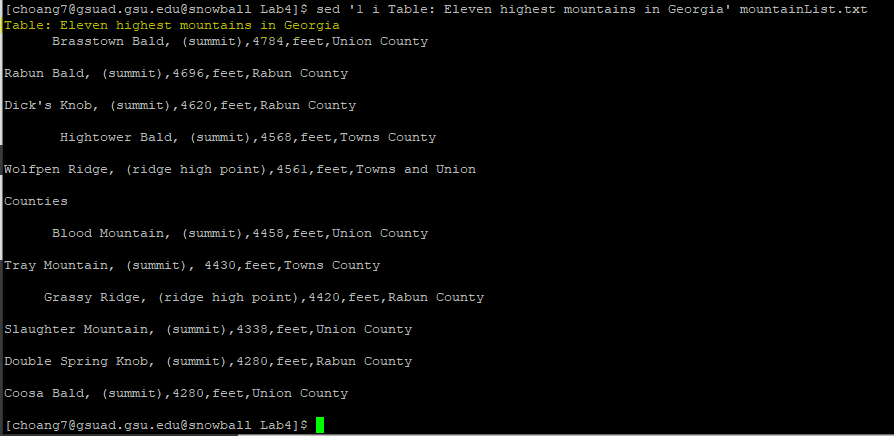 [choang7@gsuad.gsu.edu@snowball Lab4]$ sed '1 i Table: Eleven highest mountains in Georgia' mountainList.txt
Table: Eleven highest mountains in Georgia
      Brasstown Bald, (summit),4784,feet,Union County
Rabun Bald, (summit),4696,feet,Rabun County
Dick's Knob, (summit),4620,feet,Rabun County
       Hightower Bald, (summit),4568,feet,Towns County
Wolfpen Ridge, (ridge high point),4561,feet,Towns and Union
Counties
      Blood Mountain, (summit),4458,feet,Union County
Tray Mountain, (summit), 4430,feet,Towns County
     Grassy Ridge, (ridge high point),4420,feet,Rabun County
Slaughter Mountain, (summit),4338,feet,Union County
Double Spring Knob, (summit),4280,feet,Rabun County
Coosa Bald, (summit),4280,feet,Union County
[choang7@gsuad.gsu.edu@snowball Lab4]$